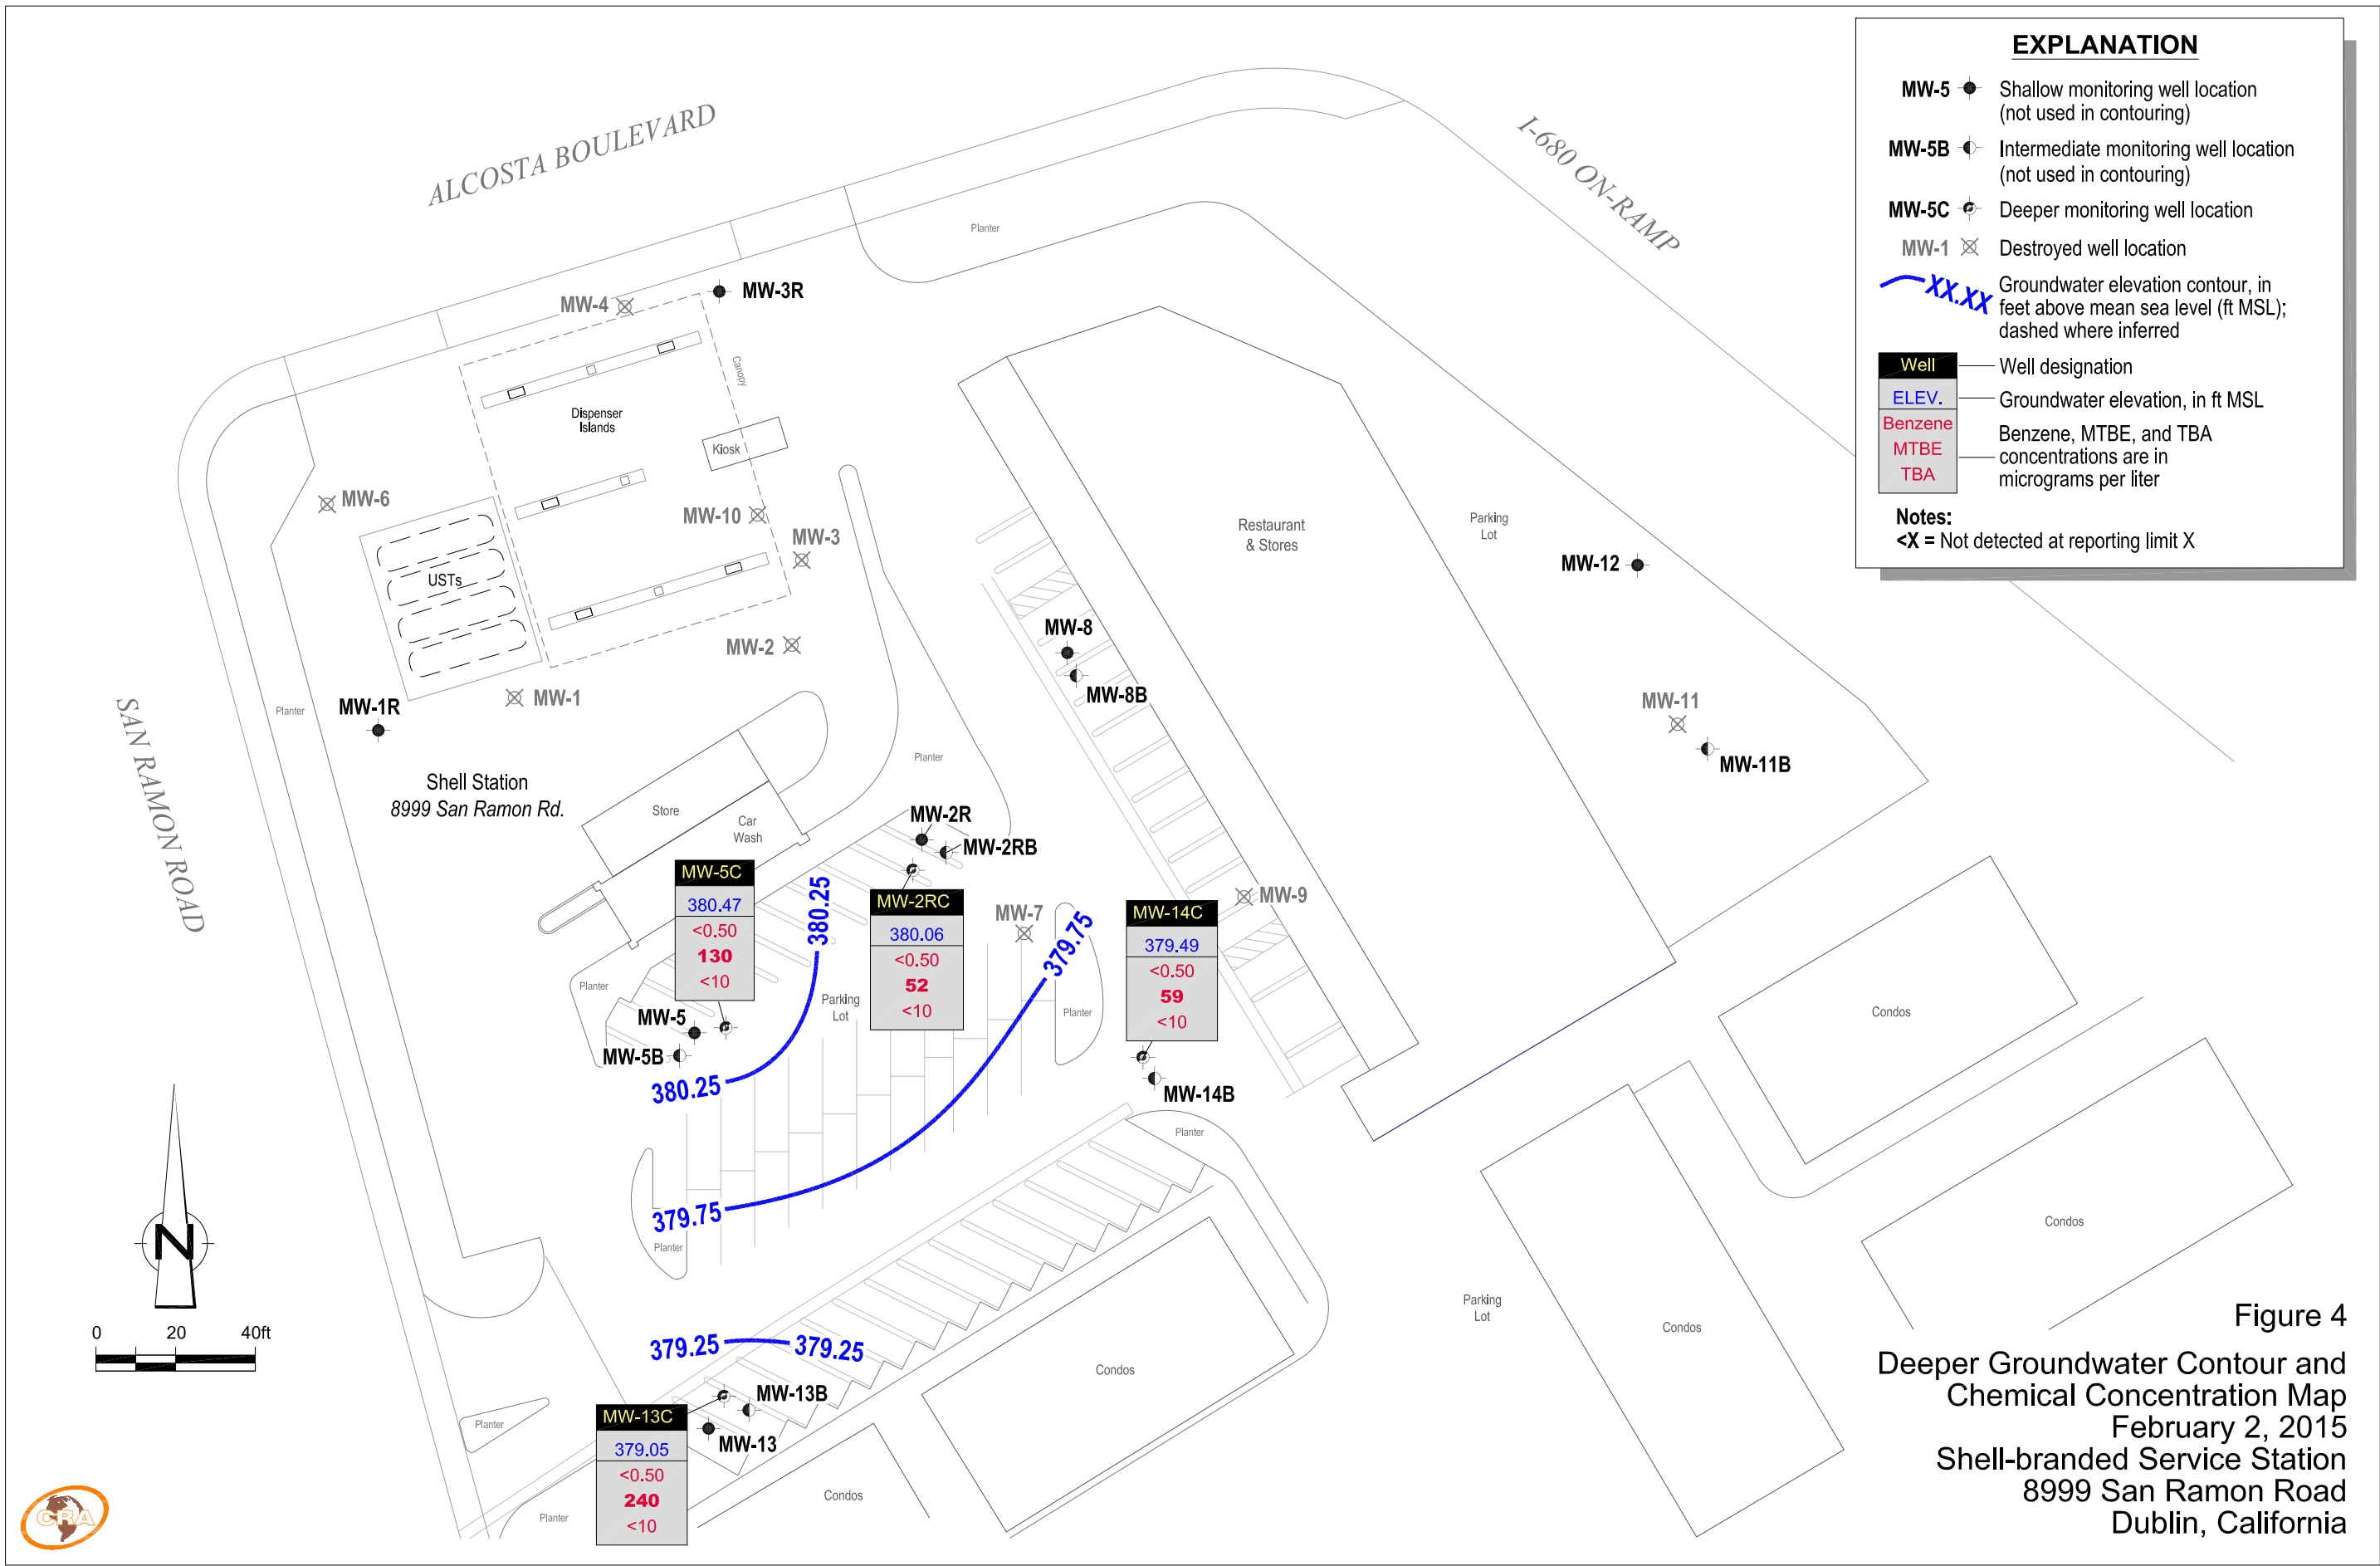 EXPLANATION
MW-5
Shallow monitoring well location
(not used in contouring)
MW-5B
Intermediate monitoring well location
(not used in contouring)
MW-5C
Deeper monitoring well location
MW-1
Destroyed well location
XX.XX
Groundwater elevation contour, in
feet above mean sea level (ft MSL);
dashed where inferred
Well
Well designation
ELEV.
Groundwater elevation, in ft MSL
Benzene
MTBE
TBA
Benzene, MTBE, and TBA
concentrations are in
micrograms per liter
Notes:
<X = Not detected at reporting limit X
ALCOSTA BOULEVARD
I-680 ON-RAMP
SAN RAMON ROAD
Planter
MW-4
MW-3R
Canopy
Dispenser
Islands
Kiosk
MW-6
MW-10
MW-3
USTs
MW-2
MW-1
MW-1R
Planter
Shell Station
8999 San Ramon Rd.
Restaurant
& Stores
Parking
Lot
MW-12
MW-8
MW-8B
MW-11
MW-11B
Planter
Store
Car
Wash
MW-2R
MW-2RB
MW-5C
380.47
<0.50
130
<10
380.25
MW-2RC
380.06
<0.50
52
<10
MW-7
379.75
MW-14C
379.49
<0.50
59
<10
MW-9
Planter
Parking
Lot
Planter
MW-5
MW-5B
380.25
MW-14B
Planter
Condos
379.75
Planter
Condos
N
0 20 40ft
379.25
379.25
MW-13B
MW-13C
379.05
<0.50
240
<10
MW-13
Planter
Planter
Condos
Condos
Parking
Lot
Condos
CRA
Figure 4
Deeper Groundwater Contour and
Chemical Concentration Map
February 2, 2015
Shell-branded Service Station
8999 San Ramon Road
Dublin, California